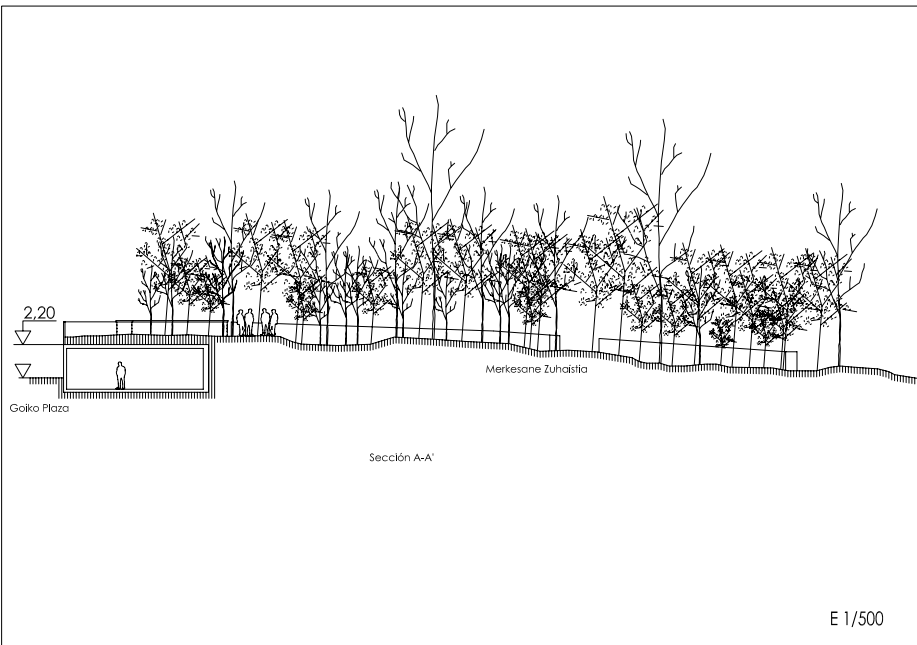 2,20
Merkesane Zuhaistia
Goiko Plaza
Sección A-A'
E 1/500